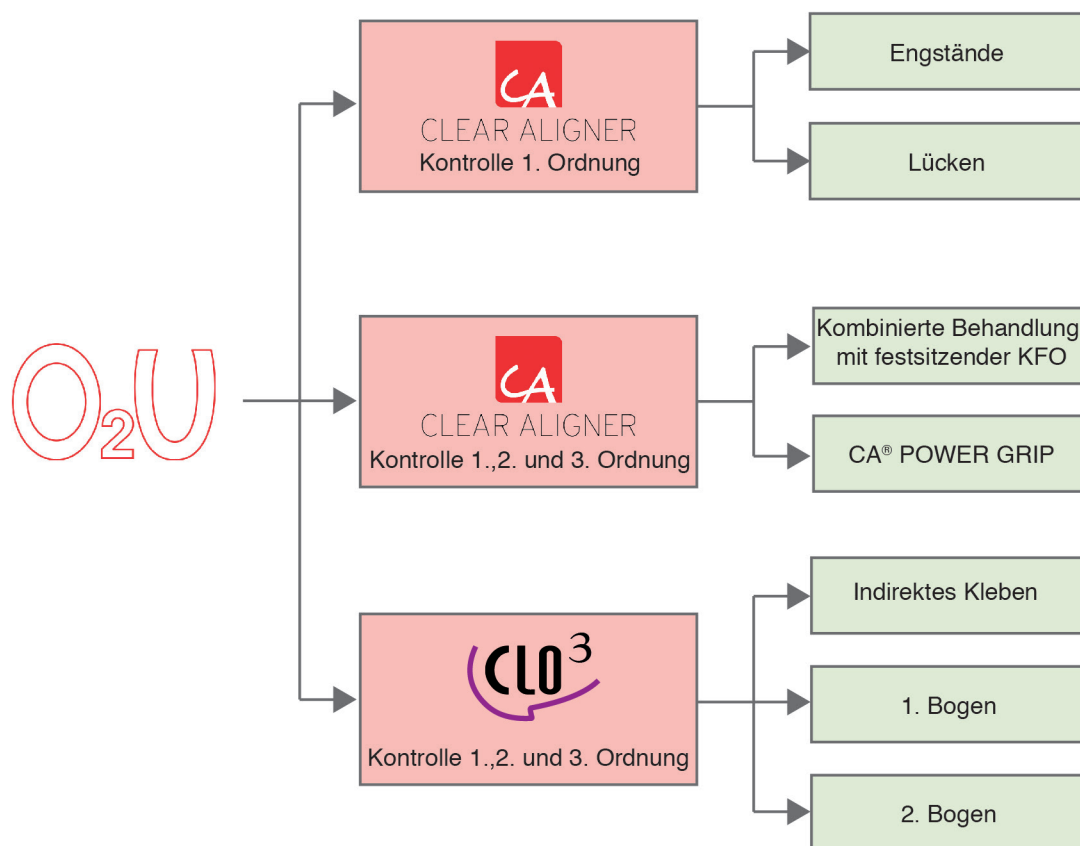 CA
CLEAR ALIGNER
Kontrolle 1. Ordnung
Engstände
Lücken
O2U
CA
CLEAR ALIGNER
Kontrolle 1.,2. und 3. Ordnung
Kombinierte Behandlung
mit festsitzender KFO
CA® POWER GRIP
CLO3
Kontrolle 1.,2. und 3. Ordnung
Indirektes Kleben
1. Bogen
2. Bogen